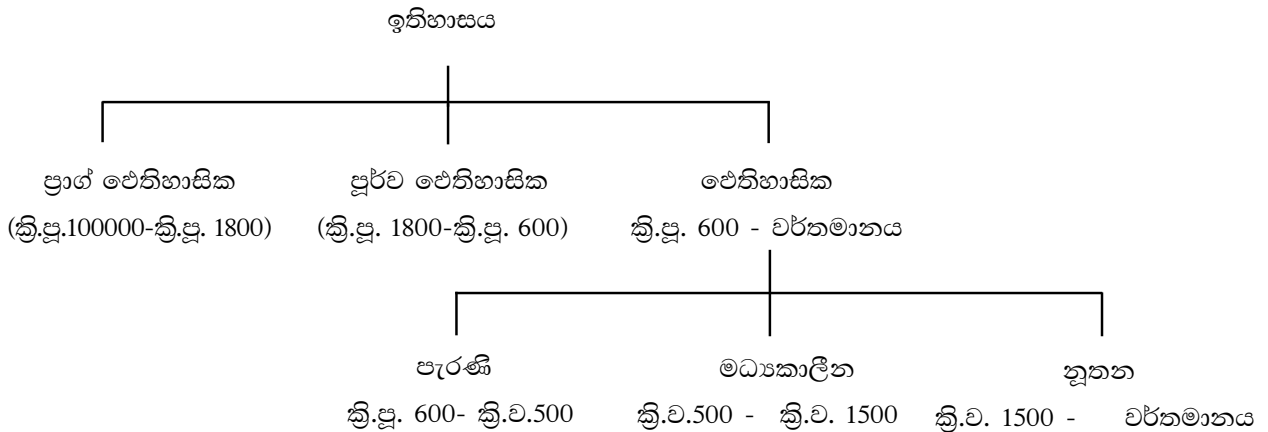 ඉතිහාසය
ප්‍රාග් ඓතිහාසික පූර්ව ඓතිහාසික ඓතිහාසික
(ක්‍රි.පූ.100000-ක්‍රි.පූ. 1800) (ක්‍රි.පූ. 1800-ක්‍රි.පූ. 600) ක්‍රි.පූ. 600 - වර්තමානය
පැරණි මධ්‍යකාලීන නූතන
ක්‍රි.පූ. 600- ක්‍රි.ව.500 ක්‍රි.ව.500 - ක්‍රි.ව. 1500 ක්‍රි.ව. 1500 - වර්තමානය